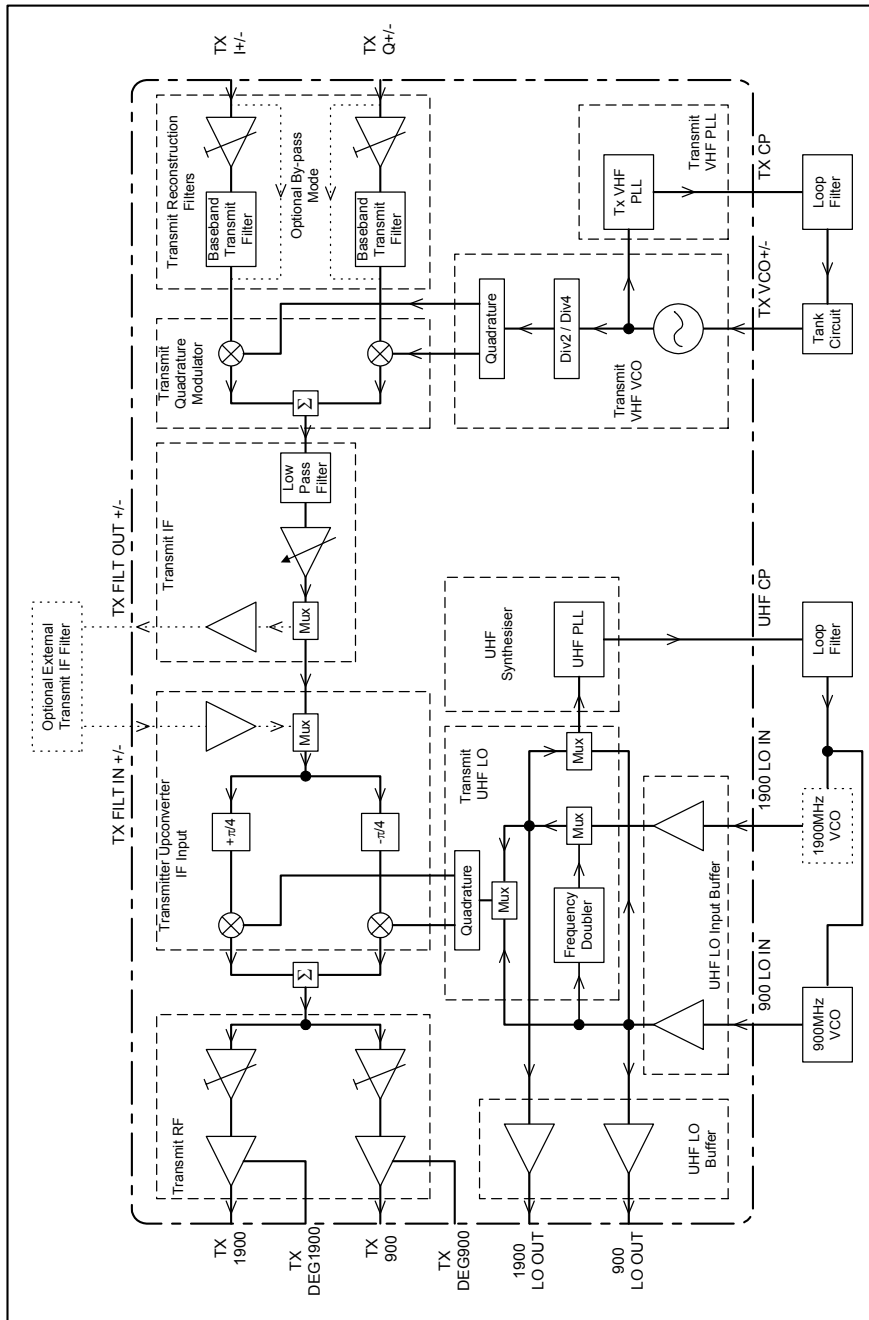 TX
I+/-
TX
Q+/-
Transmit Reconstruction
Filters
Baseband
Transmit
Filter
Optional By-pass
Mode
Baseband
Transmit
Filter
Transmit
VHF PLL
Tx VHF
PLL
TX CP
Loop
Filter
Transmit
Quadrature
Modulator
Σ
Quadrature
Div2 / Div4
Transmit
VHF VCO
TX VCO+/-
Tank
Circuit
TX FILT OUT +/-
Transmit IF
Low
Pass
Filter
Mux
Optional External
Transmit IF Filter
TX FILT IN +/-
Transmitter Upconverter
IF Input
Mux
+π/4
-π/4
Σ
UHF
Synthesiser
UHF PLL
UHF CP
Loop
Filter
Transmit
UHF LO
Mux
Mux
Mux
Quadrature
Frequency
Doubler
UHF LO Input Buffer
1900 LO IN
1900MHz
VCO
900 LO IN
900MHz
VCO
Transmit RF
UHF LO
Buffer
TX
1900
TX
DEG1900
TX
900
TX
DEG900
1900
LO OUT
900
LO OUT